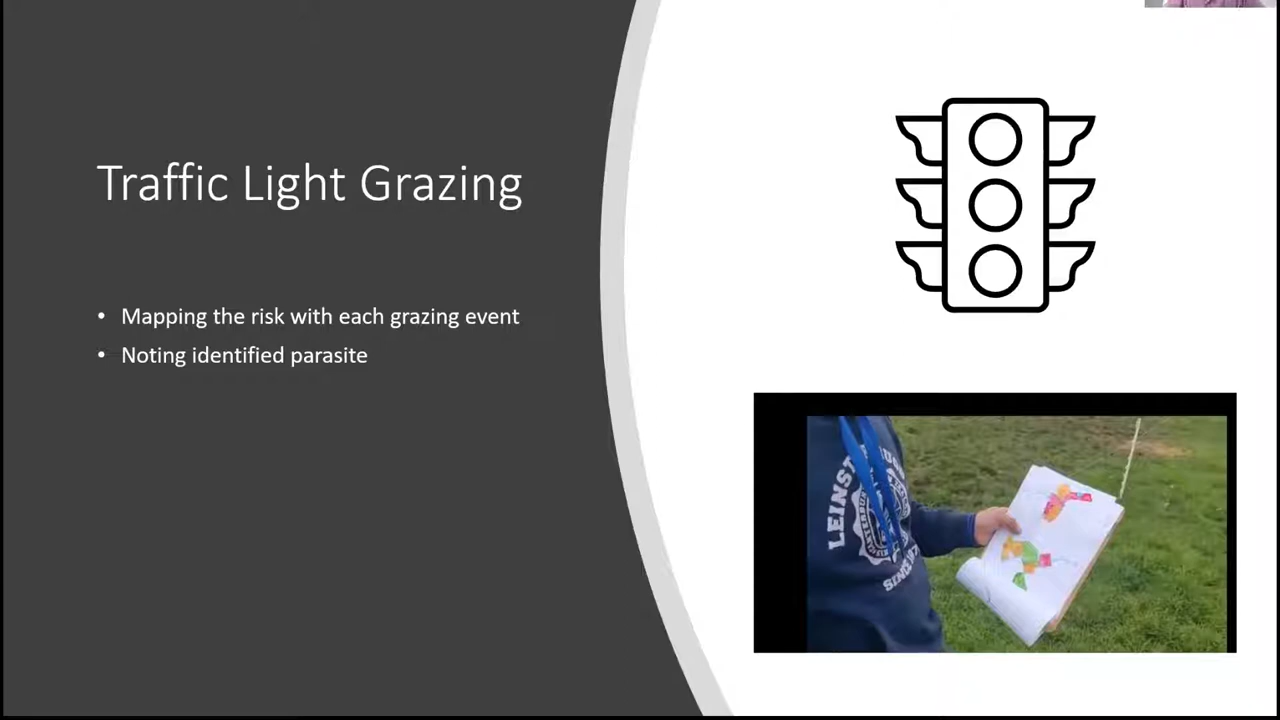 Traffic Light Grazing
• Mapping the risk with each grazing event
• Noting identified parasite